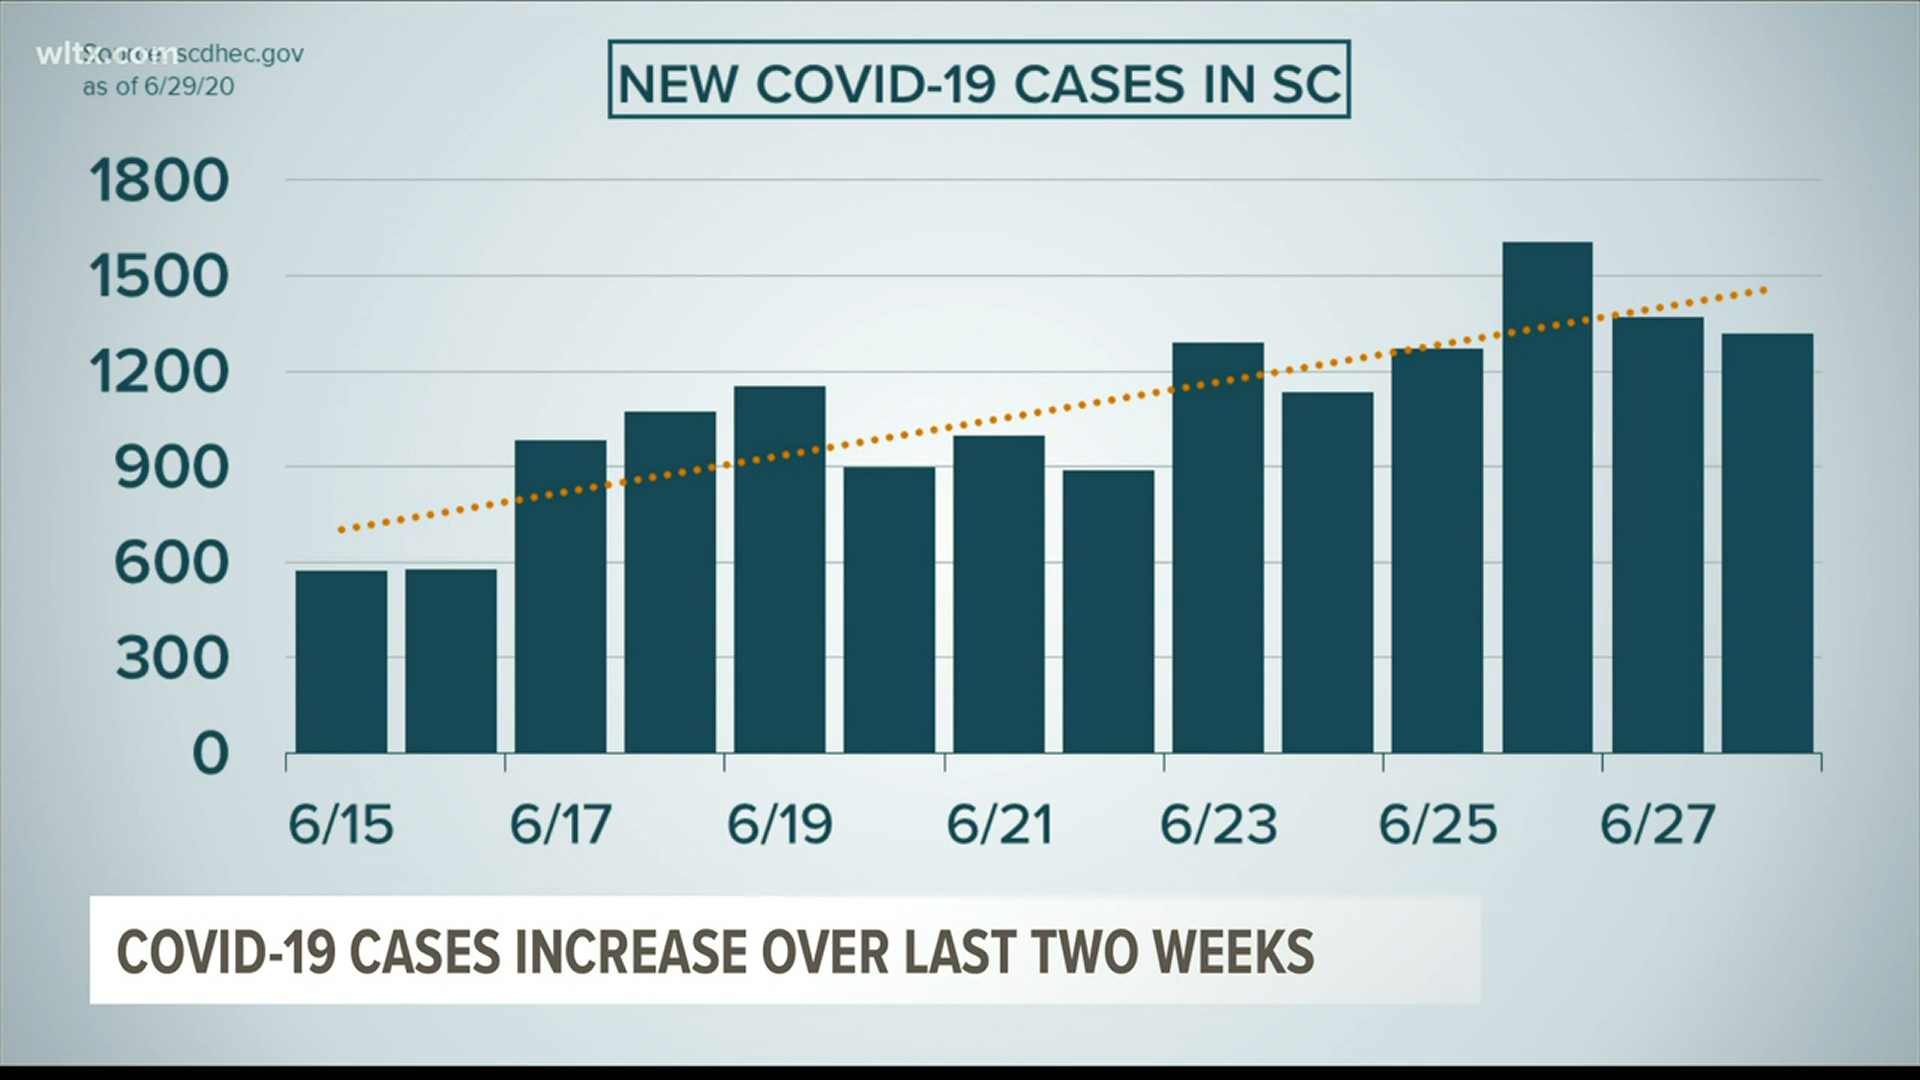 wltx.com
scdhec.gov
as of 6/29/20
NEW COVID-19 CASES IN SC
1800
1500
1200
900
600
300
0
6/15 6/17 6/19 6/21 6/23 6/25 6/27
COVID-19 CASES INCREASE OVER LAST TWO WEEKS